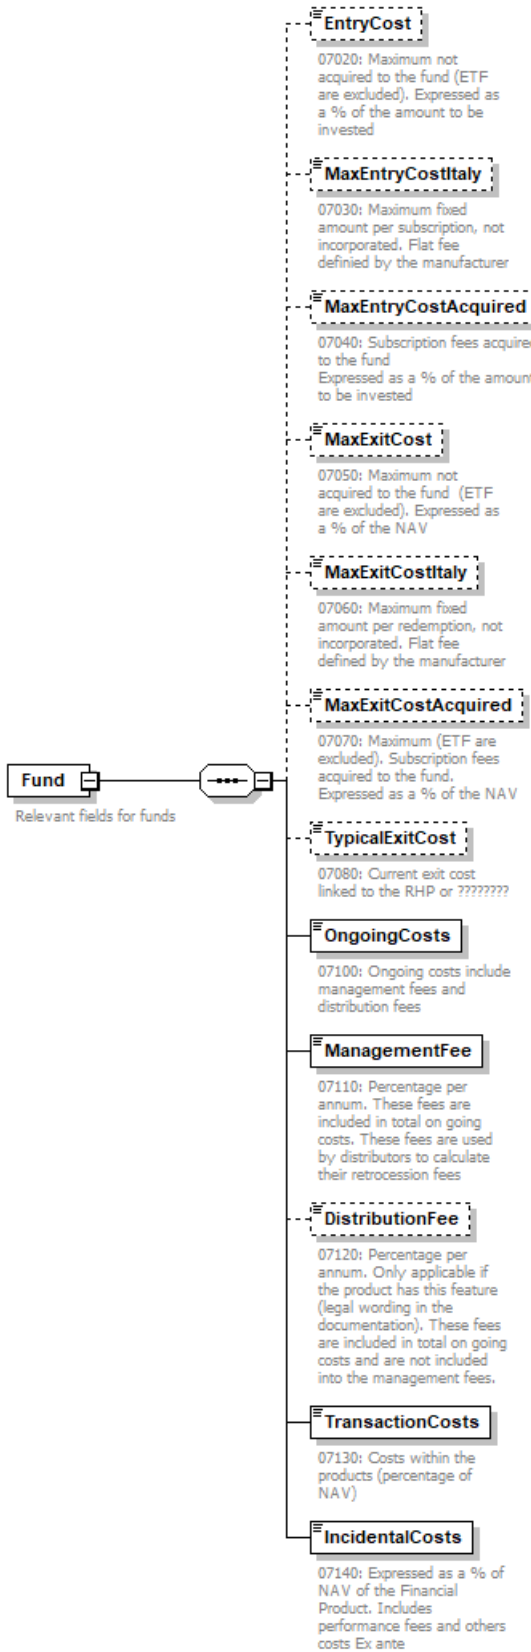 EntryCost
07020: Maximum not
acquired to the fund (ETF
are excluded). Expressed as
a % of the amount to be
invested
MaxEntryCostItaly
07030: Maximum fixed
amount per subscription, not
incorporated. Flat fee
definied by the manufacturer
MaxEntryCostAcquired
07040: Subscription fees acquired
to the fund
Expressed as a % of the amount
to be invested
MaxExitCost
07050: Maximum not
acquired to the fund (ETF
are excluded). Expressed as
a % of the NAV
MaxExitCostItaly
07060: Maximum fixed
amount per redemption, not
incorporated. Flat fee
defined by the manufacturer
MaxExitCostAcquired
07070: Maximum (ETF are
excluded). Subscription fees
acquired to the fund.
Expressed as a % of the NAV
Fund
Relevant fields for funds
TypicalExitCost
07080: Current exit cost
linked to the RHP or ????????
OngoingCosts
07100: Ongoing costs include
management fees and
distribution fees
ManagementFee
07110: Percentage per
annum. These fees are
included in total on going
costs. These fees are used
by distributors to calculate
their retrocession fees
DistributionFee
07120: Percentage per
annum. Only applicable if
the product has this feature
(legal wording in the
documentation). These fees
are included in total on going
costs and are not included
into the management fees.
TransactionCosts
07130: Costs within the
products (percentage of
NAV)
IncidentalCosts
07140: Expressed as a % of
NAV of the Financial
Product. Includes
performance fees and others
costs Ex ante